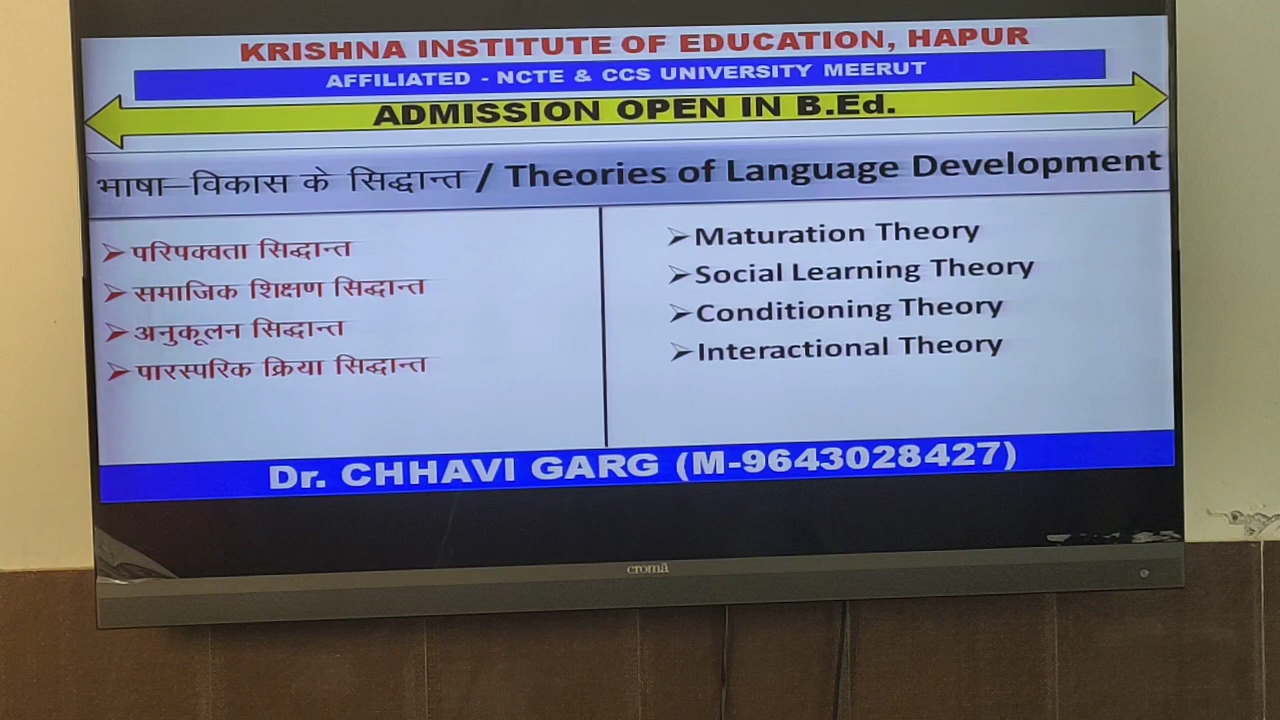 KRISHNA INSTITUTE OF EDUCATION, HAPUR
AFFILIATED - NCTE & CCS UNIVERSITY MEERUT
ADMISSION OPEN IN B.Ed.
भाषा–विकास के सिद्धान्त / Theories of Language Development
➢परिपक्वता सिद्धान्त
➢समाजिक शिक्षण सिद्धान्त
➢अनुकूलन सिद्धान्त
➢पारस्परिक क्रिया सिद्धान्त
➢Maturation Theory
➢Social Learning Theory
➢Conditioning Theory
➢Interactional Theory
Dr. CHHAVI GARG (M-9643028427)
cromā